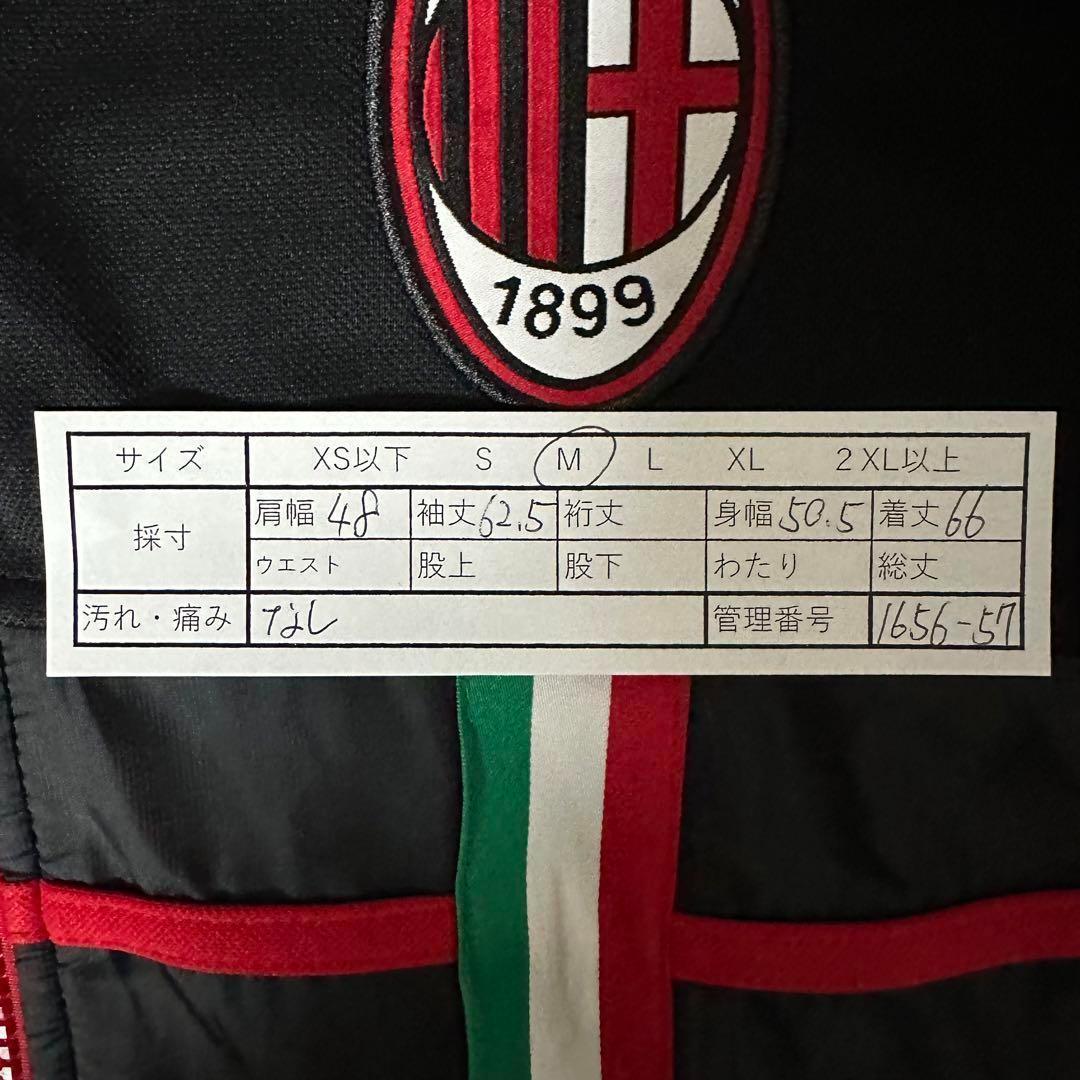 1899
サイズ XS以下 S M L XL 2XL以上
採寸 肩幅 48 袖丈 62.5 裄丈 身幅 50.5 着丈 66
ウエスト 股上 股下 わたり 総丈
汚れ・痛み なし 管理番号 1656-57